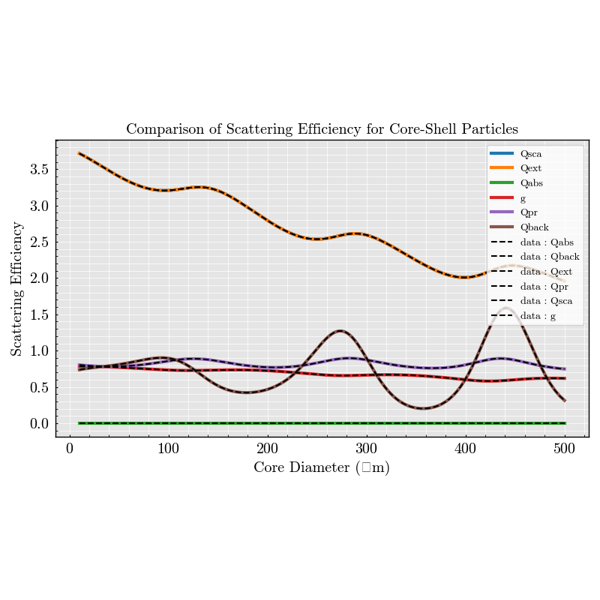 Comparison of Scattering Efficiency for Core-Shell Particles
Scattering Efficiency
3.5
3.0
2.5
2.0
1.5
1.0
0.5
0.0
Qsca
Qext
Qabs
g
Qpr
Qback
data : Qabs
data : Qback
data : Qext
data : Qpr
data : Qsca
data : g
0 100 200 300 400 500
Core Diameter (□m)